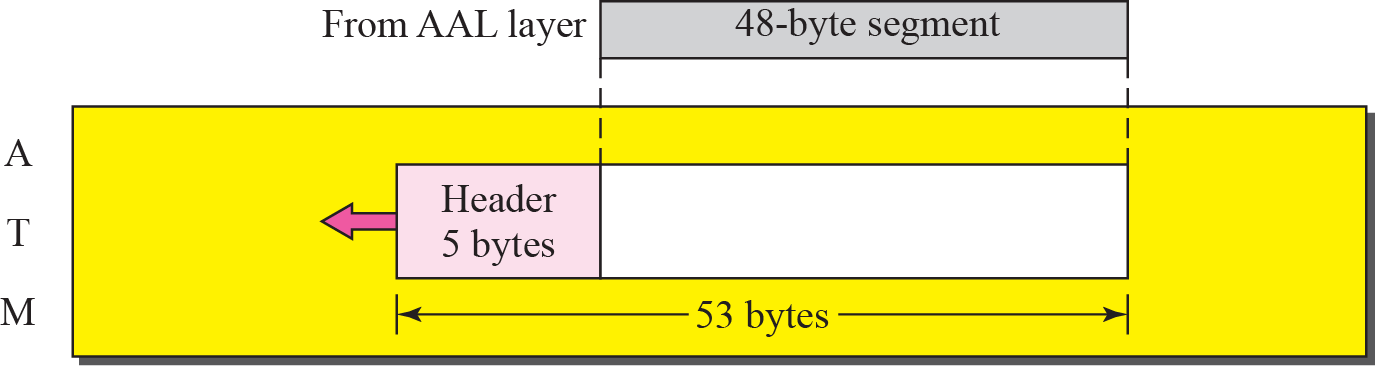 From AAL layer
48-byte segment
A
T
M
Header
5 bytes
53 bytes